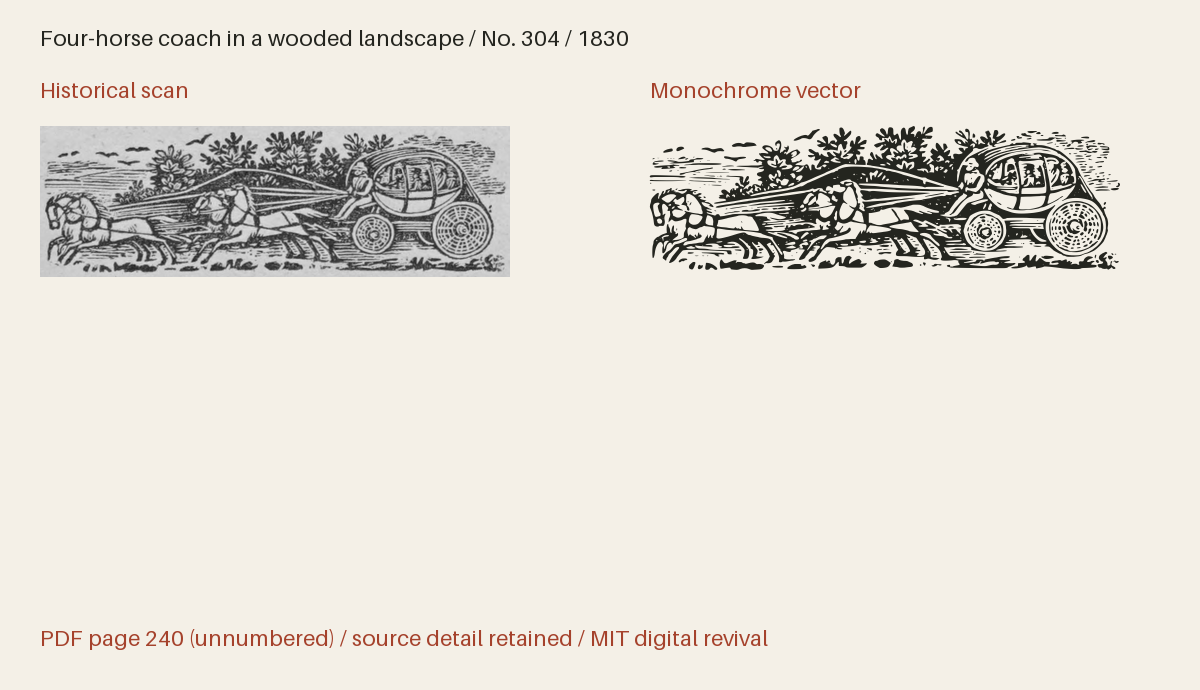 Four-horse coach in a wooded landscape / No. 304 / 1830
Historical scan
Monochrome vector
PDF page 240 (unnumbered) / source detail retained / MIT digital revival